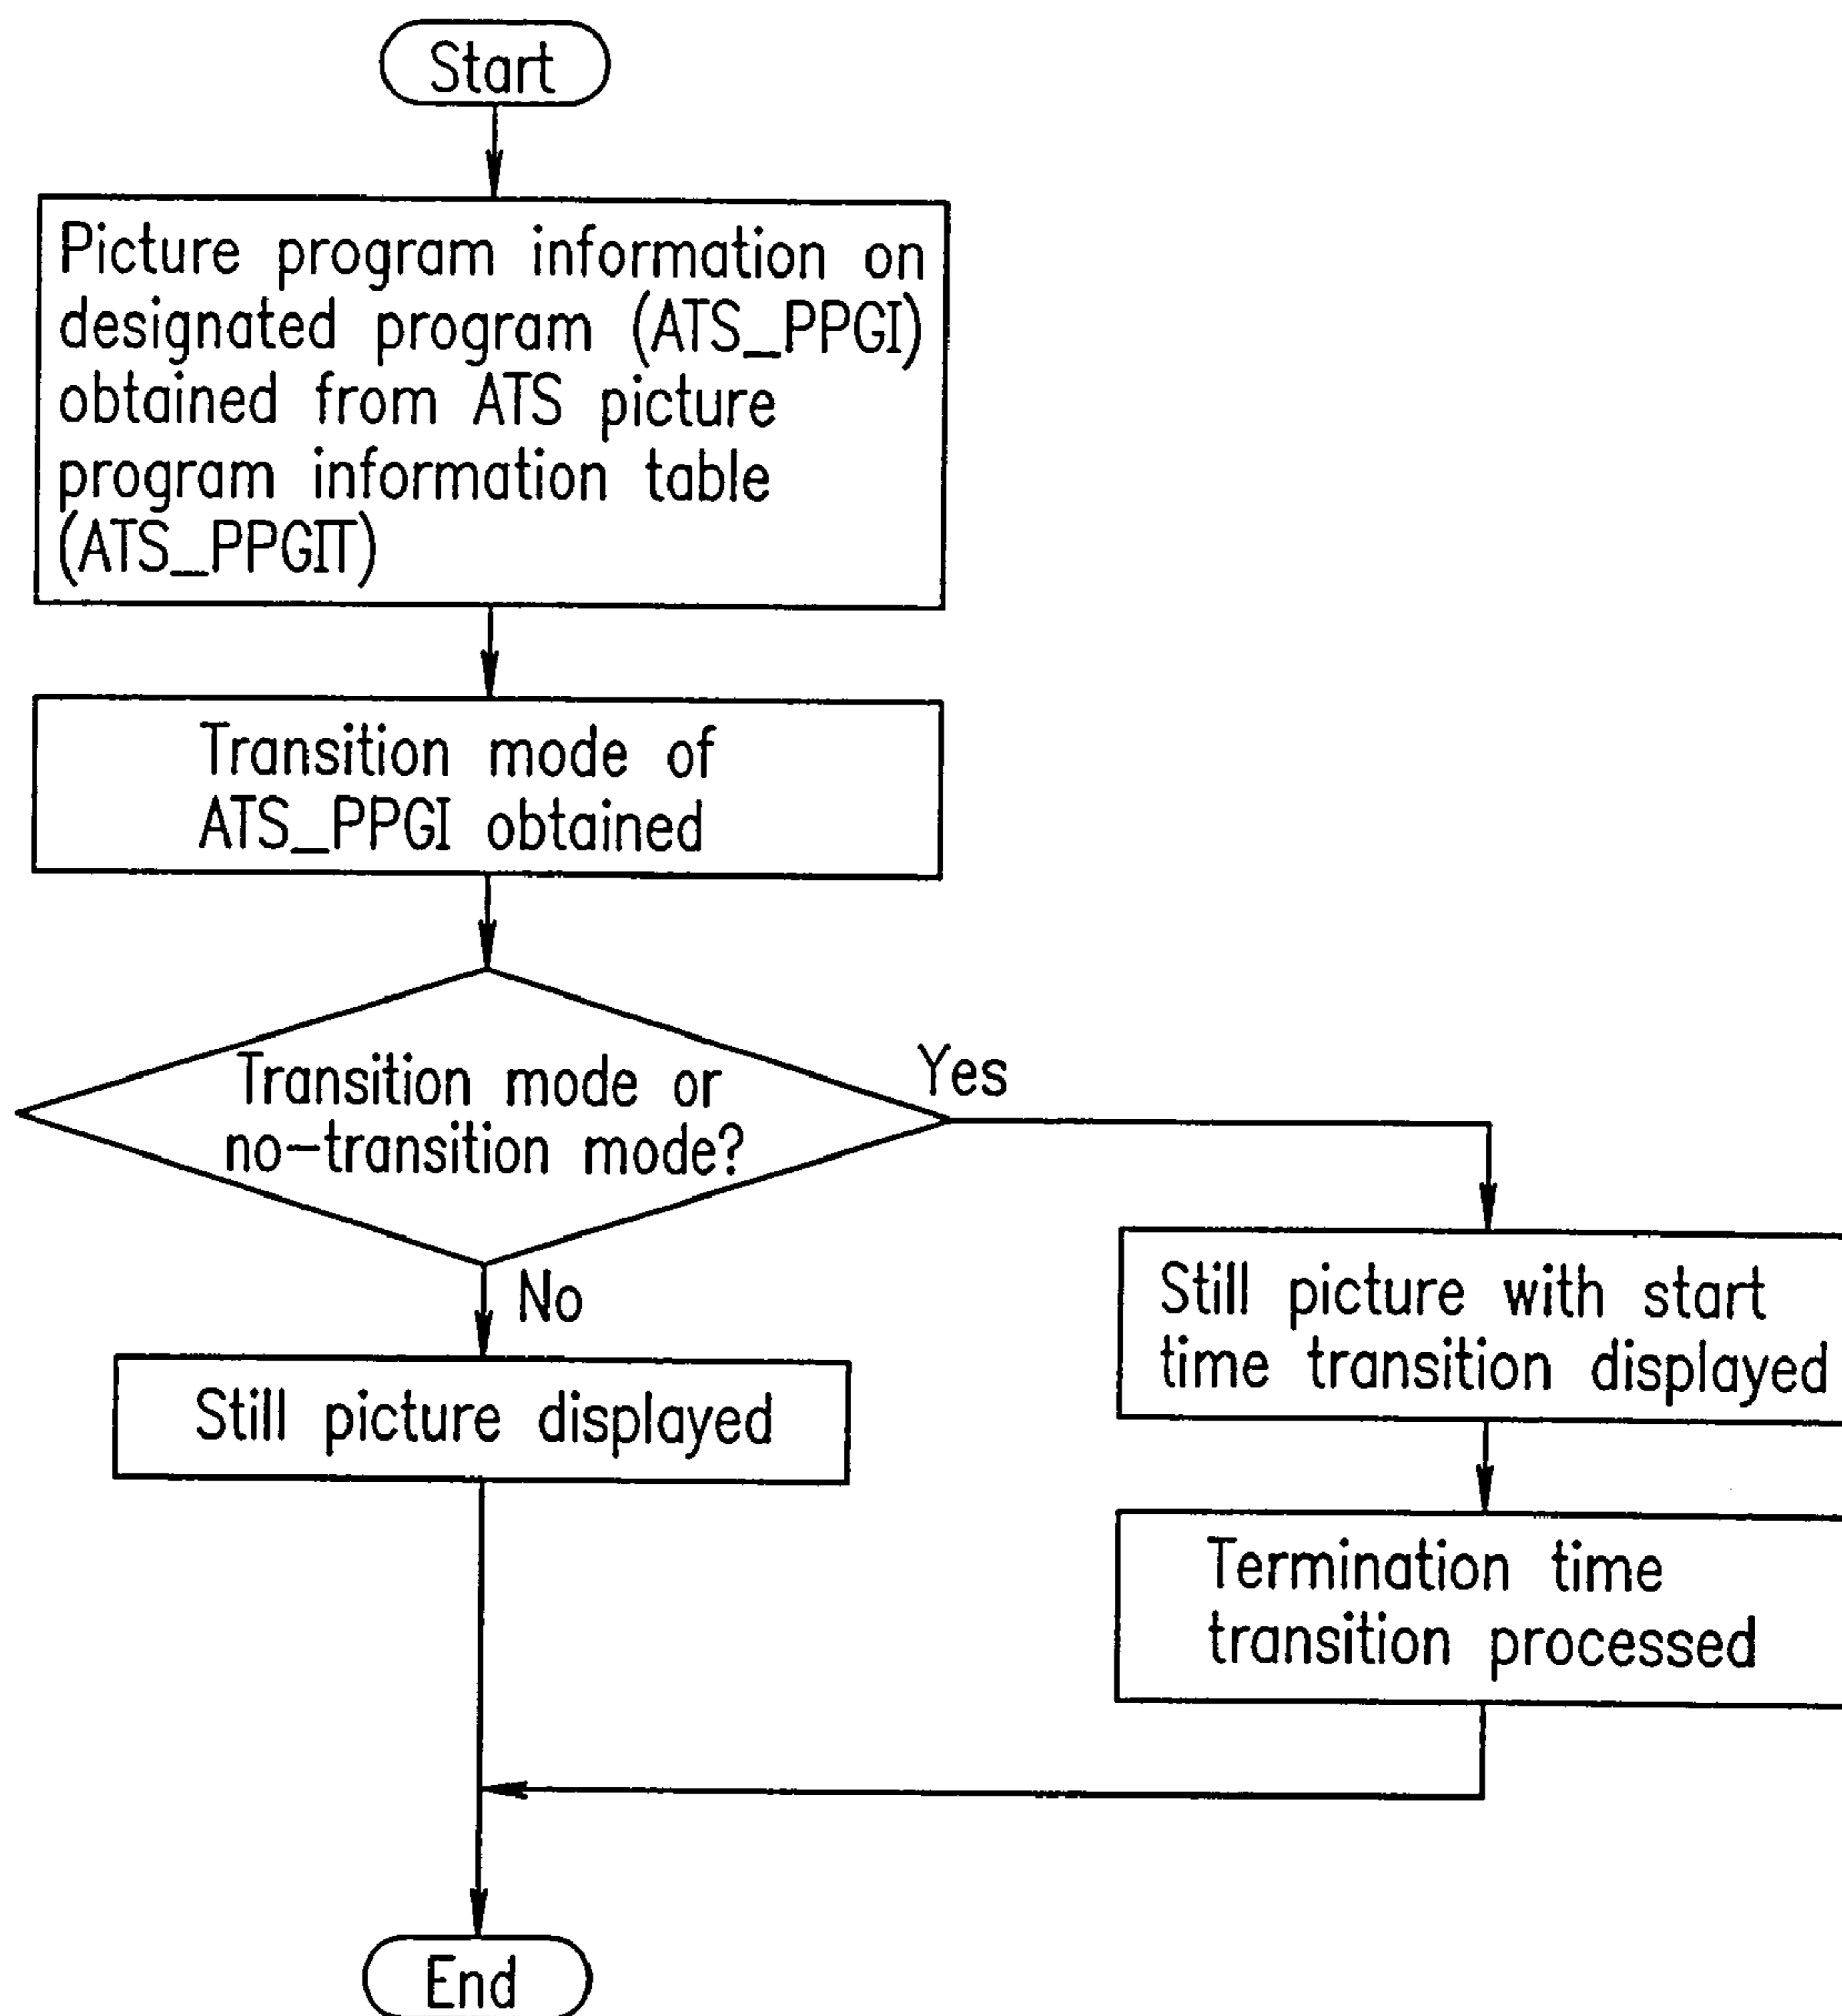 Start
Picture program information on
designated program (ATS_PPGI)
obtained from ATS picture
program information table
(ATS_PPGIT)
Transition mode of
ATS_PPGI obtained
Transition mode or
no-transition mode?
Yes
No
Still picture with start
time transition displayed
Still picture displayed
Termination time
transition processed
End